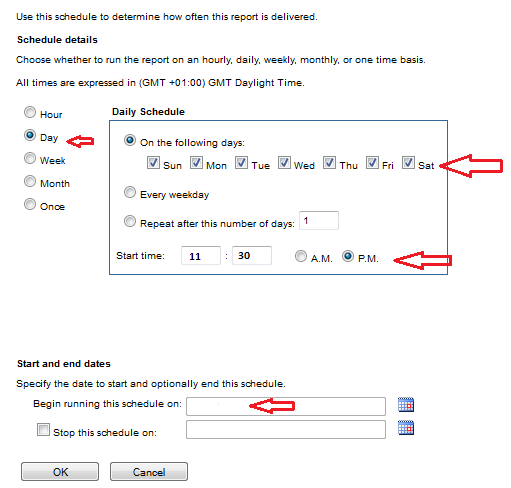 Use this schedule to determine how often this report is delivered.
Schedule details
Choose whether to run the report on an hourly, daily, weekly, monthly, or one time basis.
All times are expressed in (GMT +01:00) GMT Daylight Time.
Hour
Day
Week
Month
Once
Daily Schedule
On the following days:
Sun Mon Tue Wed Thu Fri Sat
Every weekday
Repeat after this number of days: 1
Start time: 11 : 30 A.M. P.M.
Start and end dates
Specify the date to start and optionally end this schedule.
Begin running this schedule on:
Stop this schedule on:
OK Cancel